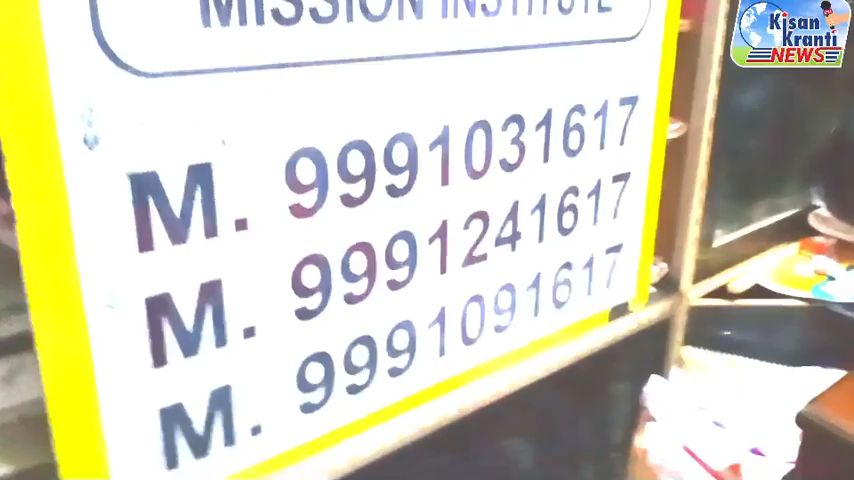 MISSION INSTITUTE
M. 9991031617
M. 9991241617
M. 9991091617
Kisan
Kranti
NEWS